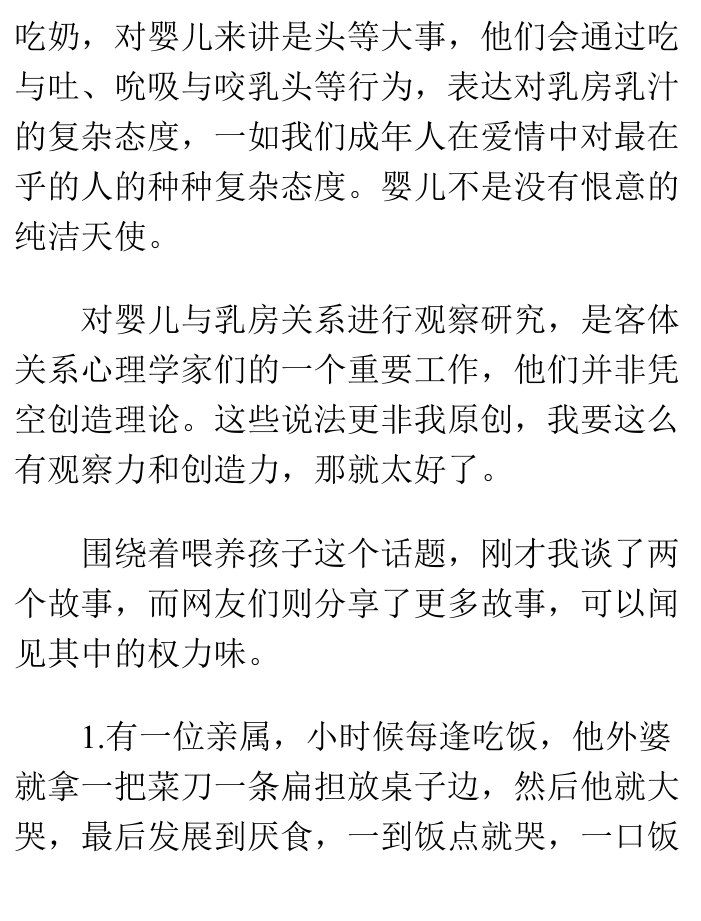 吃奶，对婴儿来讲是头等大事，他们会通过吃
与吐、吮吸与咬乳头等行为，表达对乳房乳汁
的复杂态度，一如我们成年人在爱情中对最在
乎的人的种种复杂态度。婴儿不是没有恨意的
纯洁天使。
对婴儿与乳房关系进行观察研究，是客体
关系心理学家们的一个重要工作，他们并非凭
空创造理论。这些说法更非我原创，我要这么
有观察力和创造力，那就太好了。
围绕着喂养孩子这个话题，刚才我谈了两
个故事，而网友们则分享了更多故事，可以闻
见其中的权力味。
1.有一位亲属，小时候每逢吃饭，他外婆
就拿一把菜刀一条扁担放桌子边，然后他就大
哭，最后发展到厌食，一到饭点就哭，一口饭